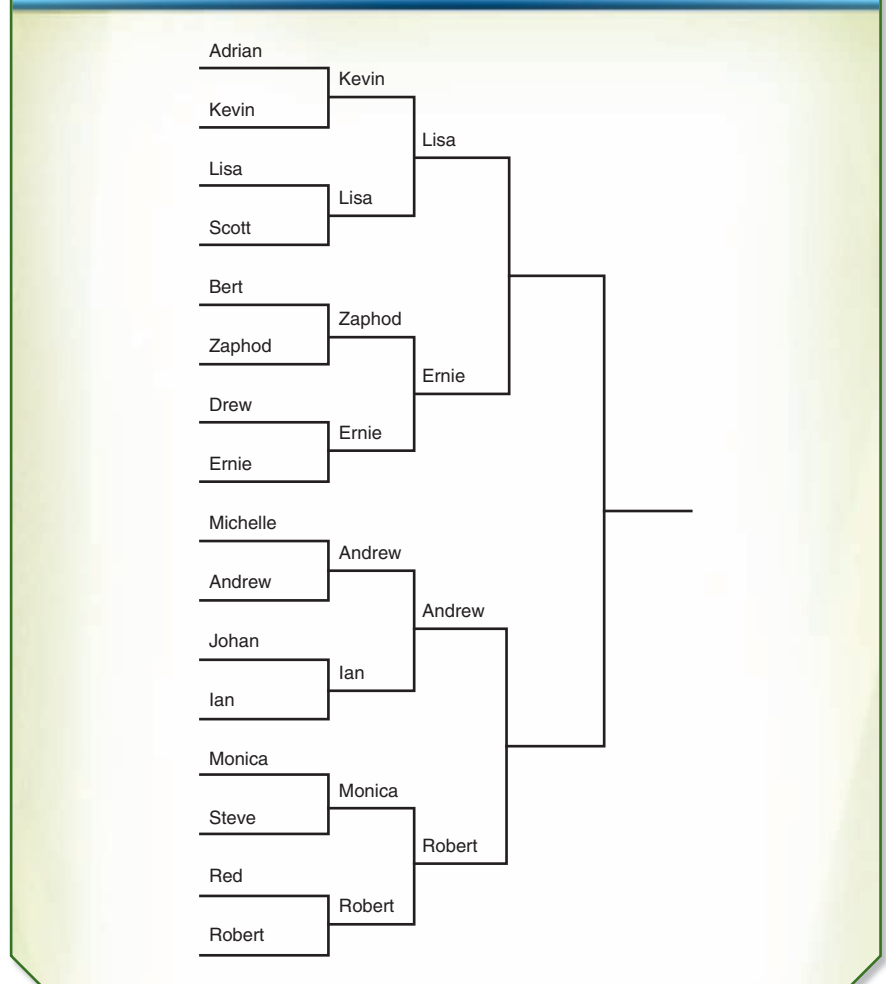 Adrian
Kevin
Kevin
Lisa
Lisa
Lisa
Scott
Bert
Zaphod
Zaphod
Ernie
Drew
Ernie
Ernie
Michelle
Andrew
Andrew
Andrew
Johan
Ian
Ian
Monica
Monica
Steve
Robert
Red
Robert
Robert